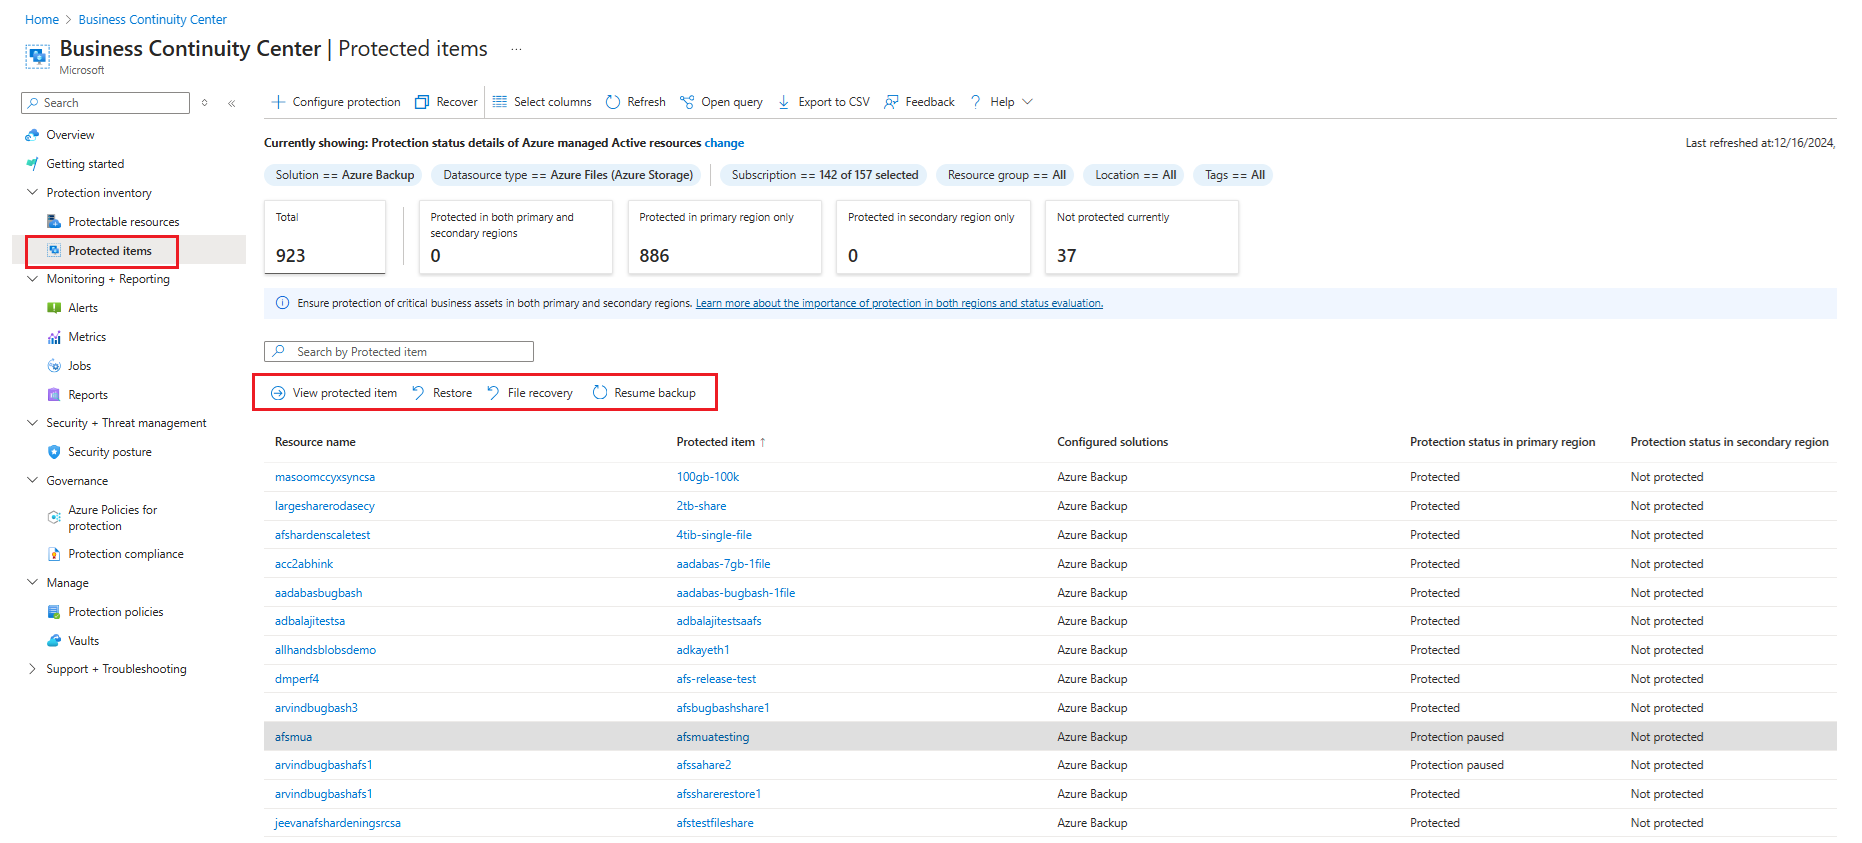 Home > Business Continuity Center
Business Continuity Center | Protected items ...
Microsoft
Search
Overview
Getting started
Protection inventory
Protectable resources
Protected items
Monitoring + Reporting
Alerts
Metrics
Jobs
Reports
Security + Threat management
Security posture
Governance
Azure Policies for
protection
Protection compliance
Manage
Protection policies
Vaults
Support + Troubleshooting
Configure protection Recover Select columns Refresh Open query Export to CSV Feedback Help
Currently showing: Protection status details of Azure managed Active resources change
Last refreshed at:12/16/2024,
Solution == Azure Backup Datasource type == Azure Files (Azure Storage) Subscription == 142 of 157 selected Resource group == All Location == All Tags == All
Total
923
Protected in both primary and
secondary regions
0
Protected in primary region only
886
Protected in secondary region only
0
Not protected currently
37
Ensure protection of critical business assets in both primary and secondary regions. Learn more about the importance of protection in both regions and status evaluation.
Search by Protected item
View protected item Restore File recovery Resume backup
Resource name Protected item ↑ Configured solutions Protection status in primary region Protection status in secondary region
masoomccyxsyncsa 100gb-100k Azure Backup Protected Not protected
largesharerodasecy 2tb-share Azure Backup Protected Not protected
afshardenscaletest 4tib-single-file Azure Backup Protected Not protected
acc2abhink aadabas-7gb-1file Azure Backup Protected Not protected
aadabasbugbash aadabas-bugbash-1file Azure Backup Protected Not protected
adbalajitestsa adbalajitestsaafs Azure Backup Protected Not protected
allhandsblobsdemo adkayeth1 Azure Backup Protected Not protected
dmperf4 afs-release-test Azure Backup Protected Not protected
arvindbugbash3 afsbugbashshare1 Azure Backup Protected Not protected
afsmua afsmuatesting Azure Backup Protection paused Not protected
arvindbugbashafs1 afssahare2 Azure Backup Protection paused Not protected
arvindbugbashafs1 afssharerestore1 Azure Backup Protected Not protected
jeevanafshardeningsrcsa afstestfileshare Azure Backup Protected Not protected